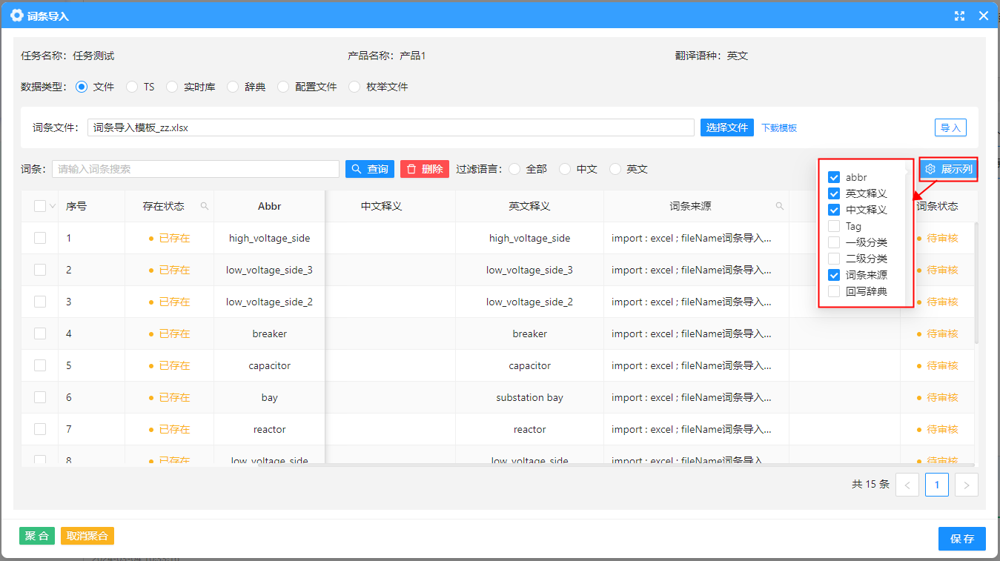 词条导入
任务名称：任务测试 产品名称：产品1 翻译语种：英文
数据类型： 文件 TS 实时库 辞典 配置文件 枚举文件
词条文件： 词条导入模板_zz.xlsx 选择文件 下载模板 导入
词条： 请输入词条搜索 查询 删除 过滤语言： 全部 中文 英文 展示列
abbr
英文释义
中文释义
Tag
一级分类
二级分类
词条来源
回写辞典
序号 存在状态 Abbr 中文释义 英文释义 词条来源 词条状态
1 已存在 high_voltage_side high_voltage_side import : excel ; fileName词条导入... 待审核
2 已存在 low_voltage_side_3 low_voltage_side_3 import : excel ; fileName词条导入... 待审核
3 已存在 low_voltage_side_2 low_voltage_side_2 import : excel ; fileName词条导入... 待审核
4 已存在 breaker breaker import : excel ; fileName词条导入... 待审核
5 已存在 capacitor capacitor import : excel ; fileName词条导入... 待审核
6 已存在 bay substation bay import : excel ; fileName词条导入... 待审核
7 已存在 reactor reactor import : excel ; fileName词条导入... 待审核
8 已存在 low_voltage_side low_voltage_side import : excel ; fileName词条导入... 待审核
共 15 条 < 1 >
聚合 取消聚合 保存